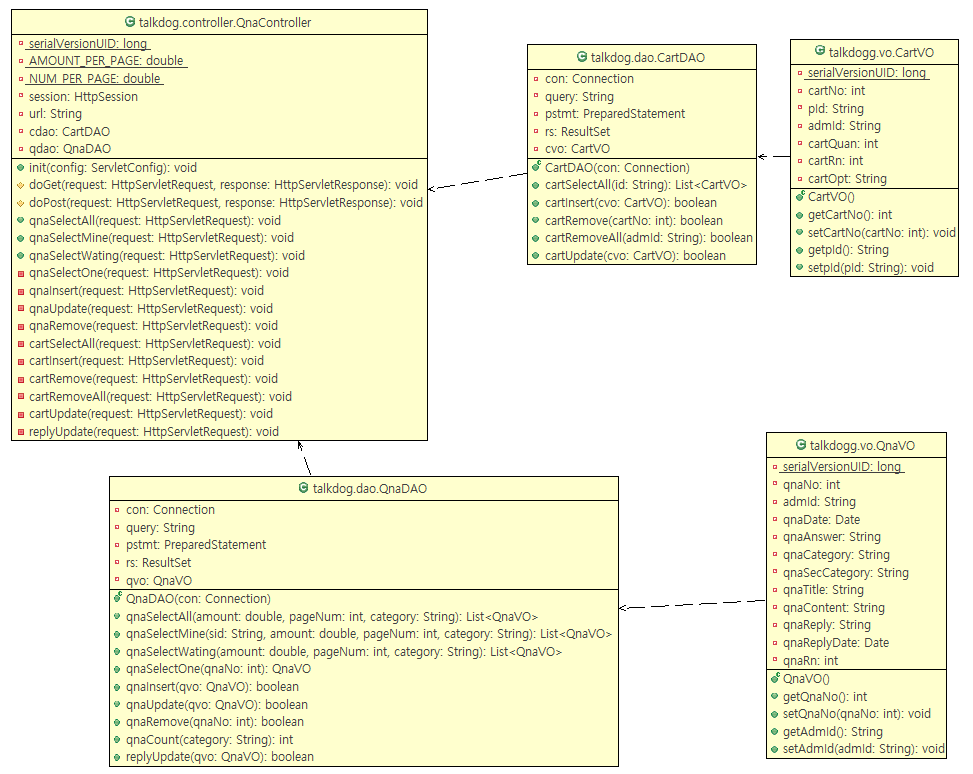 talkdog.controller.QnaController
serialVersionUID: long
AMOUNT_PER_PAGE: double
NUM_PER_PAGE: double
session: HttpSession
url: String
cdao: CartDAO
qdao: QnaDAO
init(config: ServletConfig): void
doGet(request: HttpServletRequest, response: HttpServletResponse): void
doPost(request: HttpServletRequest, response: HttpServletResponse): void
qnaSelectAll(request: HttpServletRequest): void
qnaSelectMine(request: HttpServletRequest): void
qnaSelectWating(request: HttpServletRequest): void
qnaSelectOne(request: HttpServletRequest): void
qnaInsert(request: HttpServletRequest): void
qnaUpdate(request: HttpServletRequest): void
qnaRemove(request: HttpServletRequest): void
cartSelectAll(request: HttpServletRequest): void
cartInsert(request: HttpServletRequest): void
cartRemove(request: HttpServletRequest): void
cartRemoveAll(request: HttpServletRequest): void
cartUpdate(request: HttpServletRequest): void
replyUpdate(request: HttpServletRequest): void
talkdog.dao.CartDAO
con: Connection
query: String
pstmt: PreparedStatement
rs: ResultSet
cvo: CartVO
CartDAO(con: Connection)
cartSelectAll(id: String): List<CartVO>
cartInsert(cvo: CartVO): boolean
cartRemove(cartNo: int): boolean
cartRemoveAll(admId: String): boolean
cartUpdate(cvo: CartVO): boolean
talkdogg.vo.CartVO
serialVersionUID: long
cartNo: int
pId: String
admId: String
cartQuan: int
cartRn: int
cartOpt: String
CartVO()
getCartNo(): int
setCartNo(cartNo: int): void
getpId(): String
setpId(pId: String): void
talkdog.dao.QnaDAO
con: Connection
query: String
pstmt: PreparedStatement
rs: ResultSet
qvo: QnaVO
QnaDAO(con: Connection)
qnaSelectAll(amount: double, pageNum: int, category: String): List<QnaVO>
qnaSelectMine(sid: String, amount: double, pageNum: int, category: String): List<QnaVO>
qnaSelectWating(amount: double, pageNum: int, category: String): List<QnaVO>
qnaSelectOne(qnaNo: int): QnaVO
qnaInsert(qvo: QnaVO): boolean
qnaUpdate(qvo: QnaVO): boolean
qnaRemove(qnaNo: int): boolean
qnaCount(category: String): int
replyUpdate(qvo: QnaVO): boolean
talkdogg.vo.QnaVO
serialVersionUID: long
qnaNo: int
admId: String
qnaDate: Date
qnaAnswer: String
qnaCategory: String
qnaSecCategory: String
qnaTitle: String
qnaContent: String
qnaReply: String
qnaReplyDate: Date
qnaRn: int
QnaVO()
getQnaNo(): int
setQnaNo(qnaNo: int): void
getAdmId(): String
setAdmId(admId: String): void